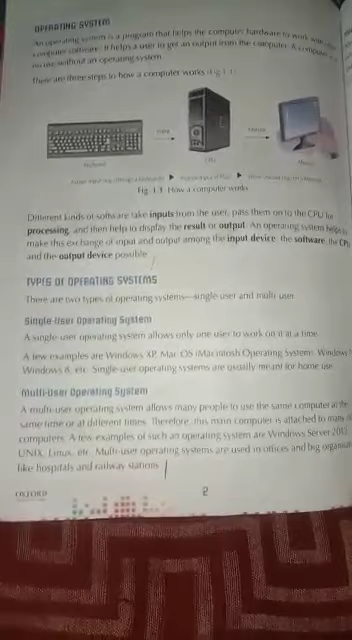 OPERATING SYSTEM
An operating system is a program that helps the computer hardware to work with
computer software. It helps a user to get an output from the computer. A computer
no use without an operating system.
There are three steps to how a computer works (Fig 1.1)
Keyboard
CPU
Fig. 1.1 How a computer works
Different kinds of software take inputs from the user, pass them on to the CPU for
processing, and then help to display the result or output. An operating system helps to
make this exchange of input and output among the input device, the software, the CPU
and the output device possible.
TYPES OF OPERATING SYSTEMS
There are two types of operating systems—single-user and multi-user.
Single-User Operating System
A single-user operating system allows only one user to work on it at a time.
A few examples are Windows XP, Mac OS (Macintosh Operating System), Windows
Windows 8, etc. Single-user operating systems are usually meant for home use.
Multi-User Operating System
A multi-user operating system allows many people to use the same computer at the
same time or at different times. Therefore, this main computer is attached to many
computers. A few examples of such an operating system are Windows Server 2012,
UNIX, Linux, etc. Multi-user operating systems are used in offices and big
like hospitals and railway stations.
OXFORD
2